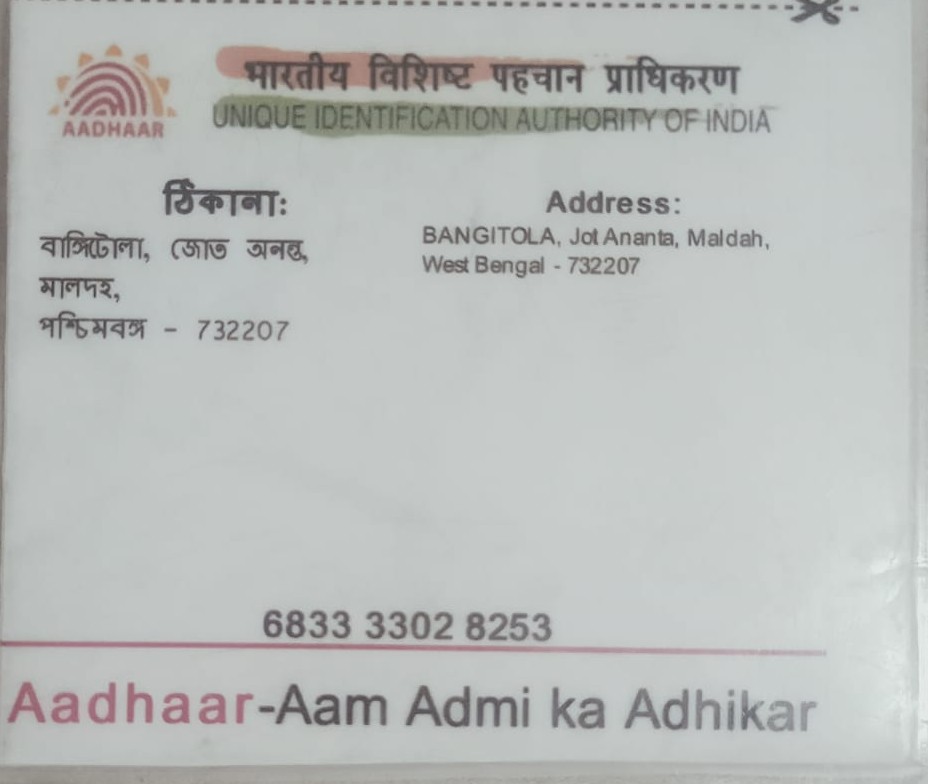 भारतीय विशिष्ट पहचान प्राधिकरण
UNIQUE IDENTIFICATION AUTHORITY OF INDIA
AADHAAR
ঠিকানা:
বাঙ্গিটোলা, জোত অনন্ত,
মালদহ,
পশ্চিমবঙ্গ - 732207
Address:
BANGITOLA, Jot Ananta, Maldah,
West Bengal - 732207
6833 3302 8253
Aadhaar-Aam Admi ka Adhikar